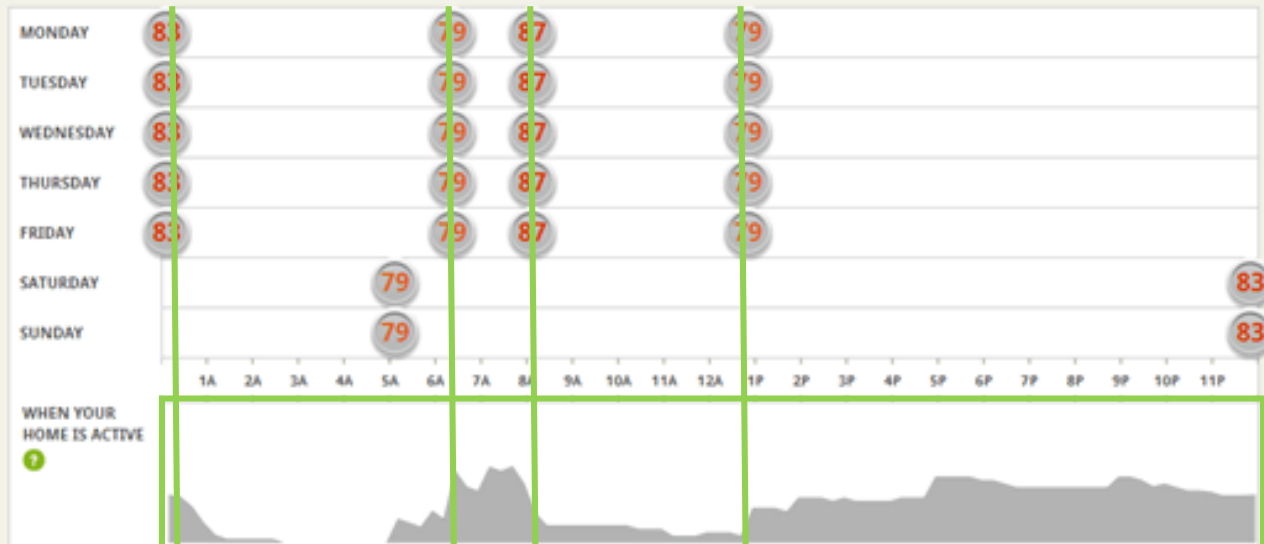 MONDAY 83 79 87 79
TUESDAY 83 79 87 79
WEDNESDAY 83 79 87 79
THURSDAY 83 79 87 79
FRIDAY 83 79 87 79
SATURDAY 79 83
SUNDAY 79 83
1A 2A 3A 4A 5A 6A 7A 8A 9A 10A 11A 12A 1P 2P 3P 4P 5P 6P 7P 8P 9P 10P 11P
WHEN YOUR
HOME IS ACTIVE
?